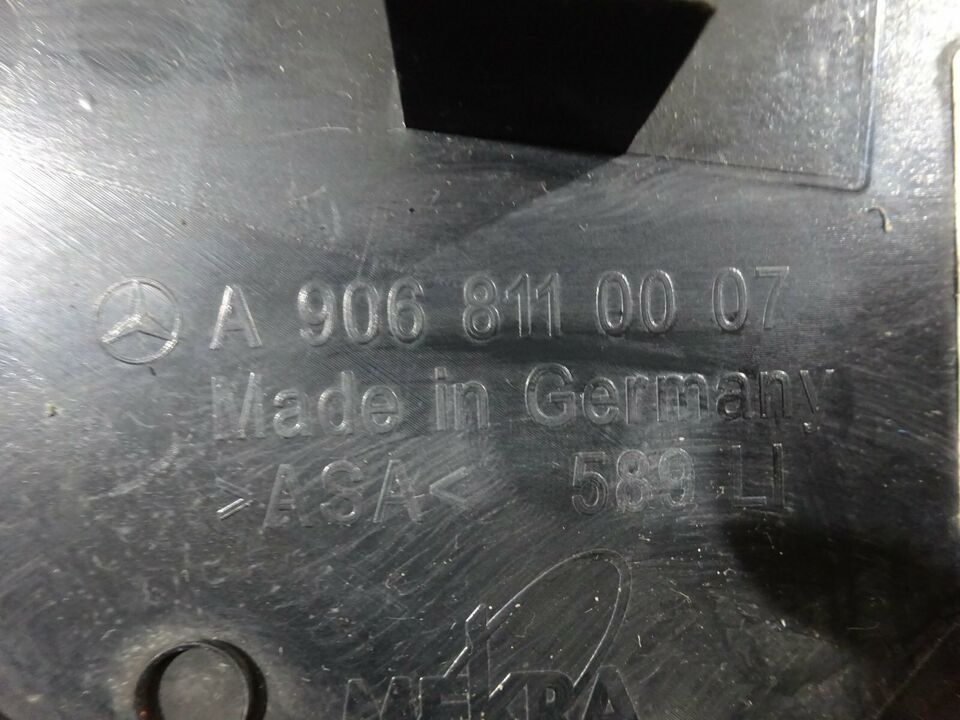 A 906 811 00 07
Made in Germany
>ASA< 589 LI
MEKRA